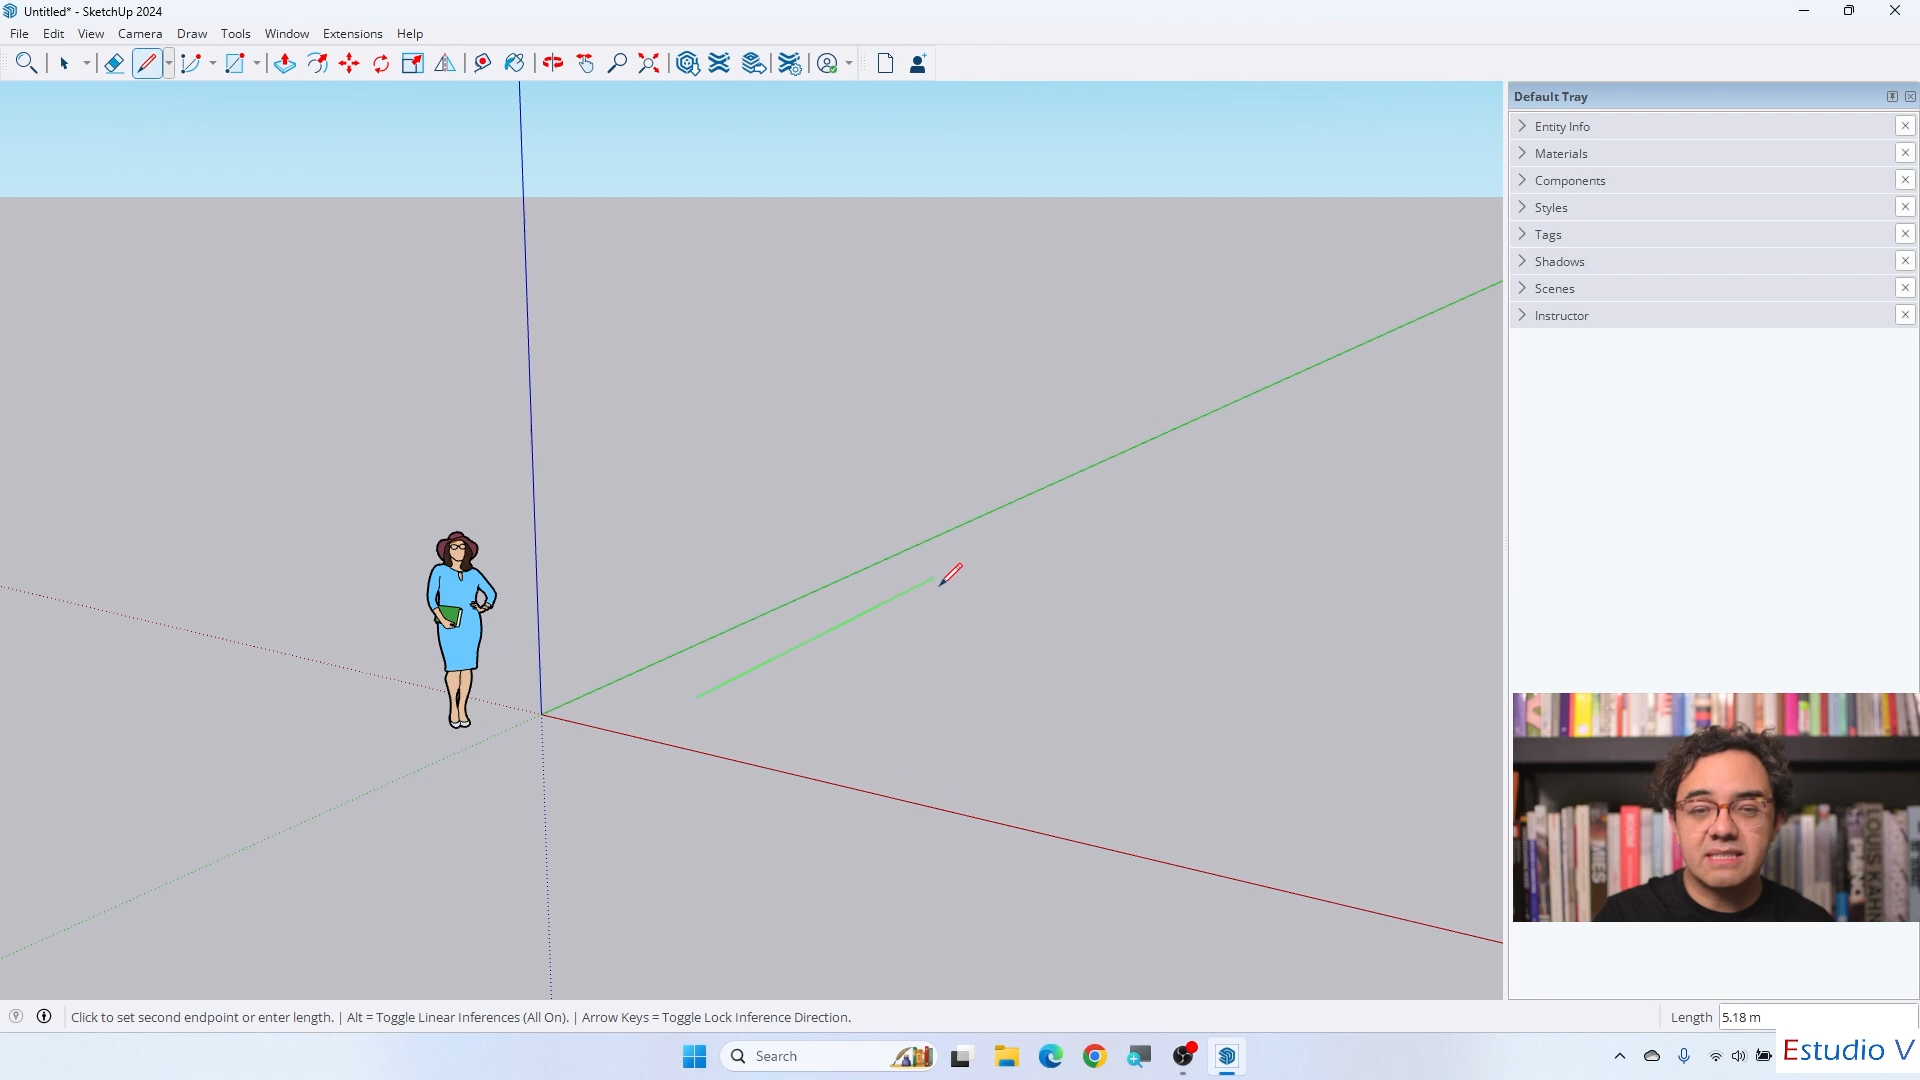 Untitled* - SketchUp 2024
File Edit View Camera Draw Tools Window Extensions Help
Default Tray
Entity Info
Materials
Components
Styles
Tags
Shadows
Scenes
Instructor
LOUIS KAHN
Click to set second endpoint or enter length. | Alt = Toggle Linear Inferences (All On). | Arrow Keys = Toggle Lock Inference Direction.
Length 5.18 m
Search
Estudio V